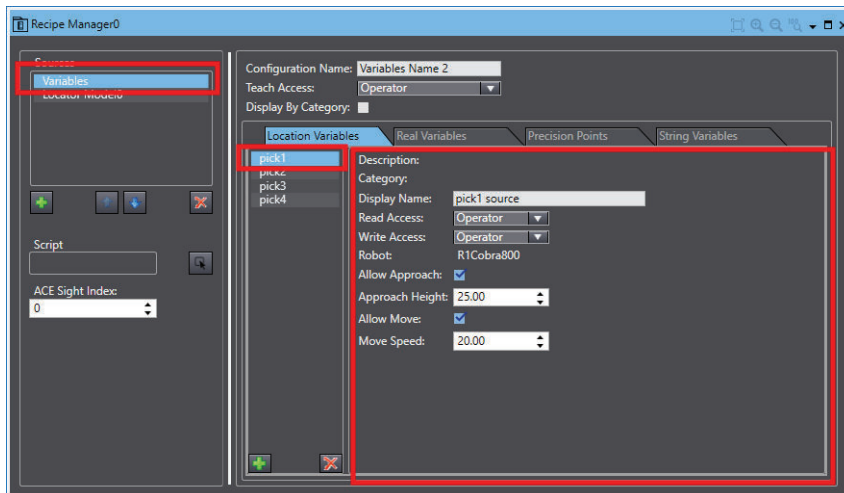 Recipe Manager0
Sources
Variables
Locator Model0
Script
ACE Sight Index:
0
Configuration Name: Variables Name 2
Teach Access: Operator
Display By Category:
Location Variables Real Variables Precision Points String Variables
pick1
pick2
pick3
pick4
Description:
Category:
Display Name: pick1 source
Read Access: Operator
Write Access: Operator
Robot: R1Cobra800
Allow Approach:
Approach Height: 25.00
Allow Move:
Move Speed: 20.00